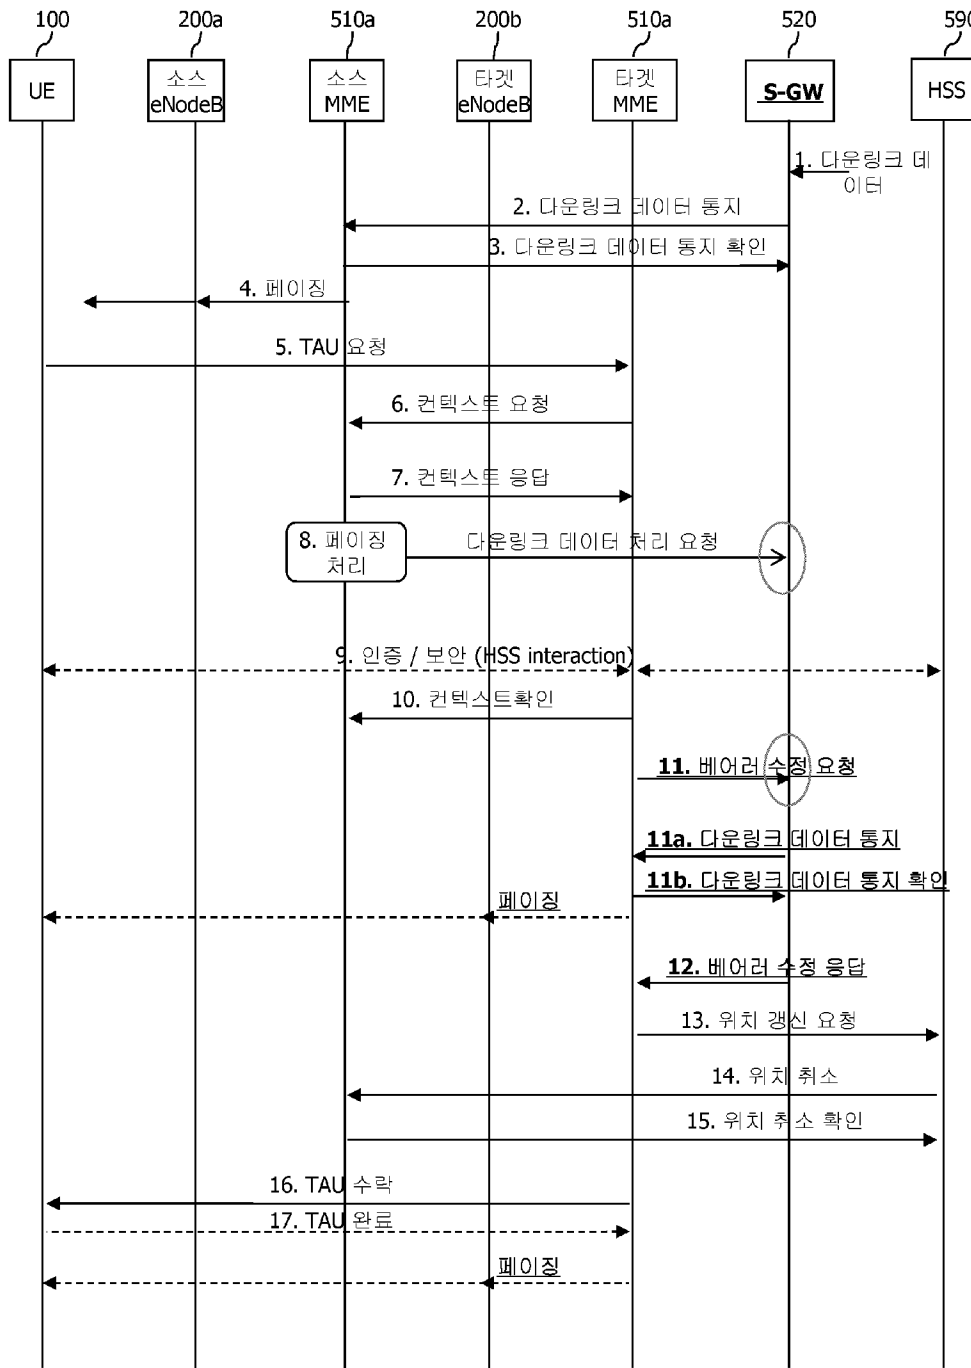 100
200a
510a
200b
510a
520
590
UE
소스
eNodeB
소스
MME
타겟
eNodeB
타겟
MME
S-GW
HSS
1. 다운링크 데
이터
2. 다운링크 데이터 통지
3. 다운링크 데이터 통지 확인
4. 페이징
5. TAU 요청
6. 컨텍스트 요청
7. 컨텍스트 응답
8. 페이징
처리
다운링크 데이터 처리 요청
9. 인증 / 보안 (HSS interaction)
10. 컨텍스트확인
11. 베어러 수정 요청
11a. 다운링크 데이터 통지
11b. 다운링크 데이터 통지 확인
페이징
12. 베어러 수정 응답
13. 위치 갱신 요청
14. 위치 취소
15. 위치 취소 확인
16. TAU 수락
17. TAU 완료
페이징